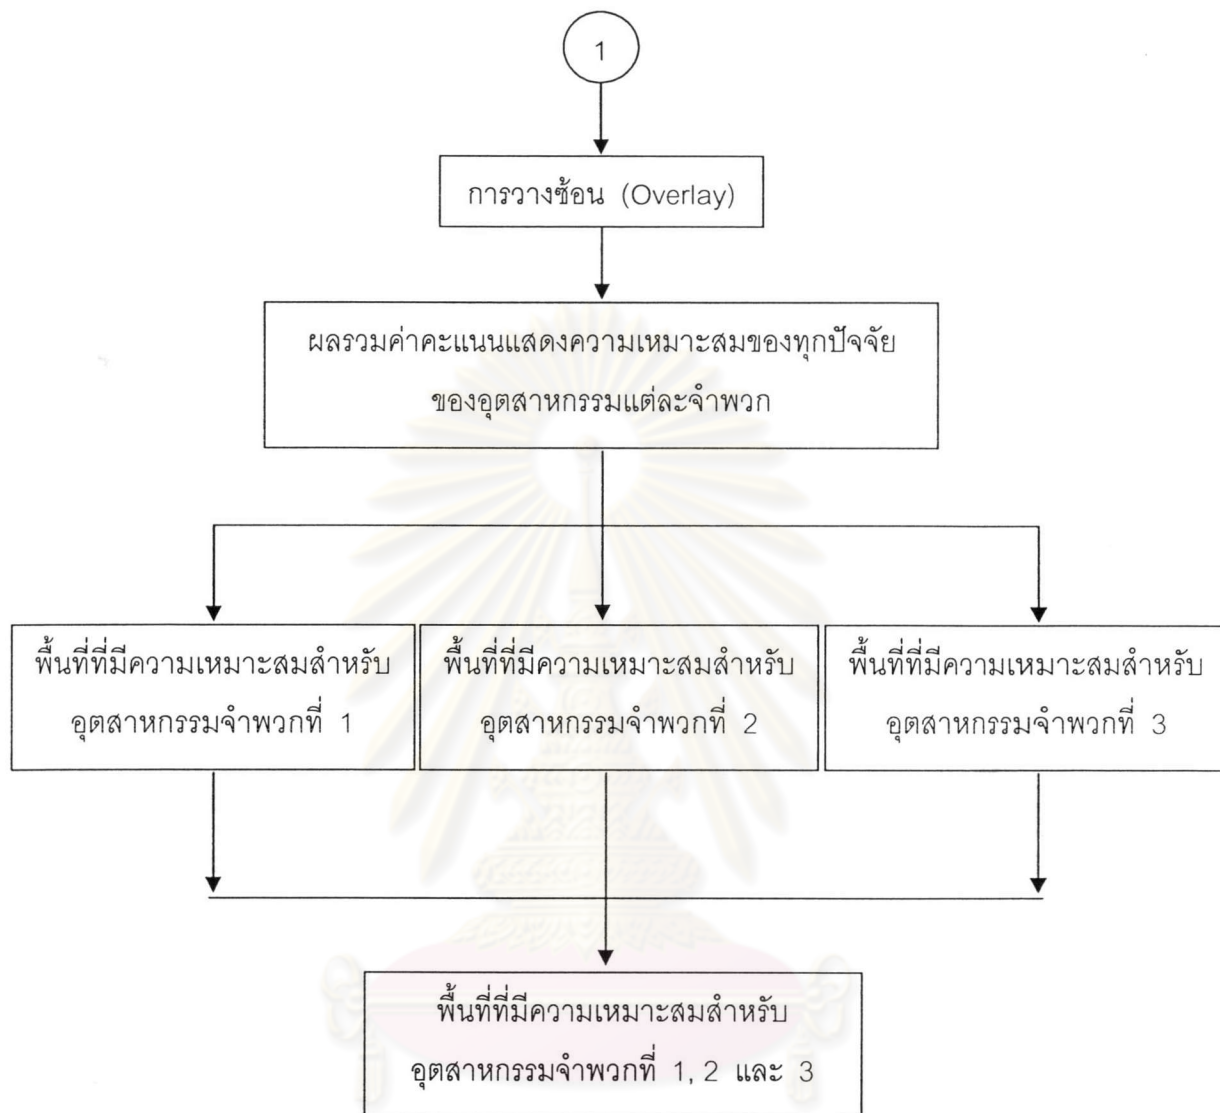 1
การวางซ้อน (Overlay)
ผลรวมค่าคะแนนแสดงความเหมาะสมของทุกปัจจัย
ของอุตสาหกรรมแต่ละจำพวก
พื้นที่ที่มีความเหมาะสมสำหรับ
อุตสาหกรรมจำพวกที่ 1
พื้นที่ที่มีความเหมาะสมสำหรับ
อุตสาหกรรมจำพวกที่ 2
พื้นที่ที่มีความเหมาะสมสำหรับ
อุตสาหกรรมจำพวกที่ 3
พื้นที่ที่มีความเหมาะสมสำหรับ
อุตสาหกรรมจำพวกที่ 1, 2 และ 3